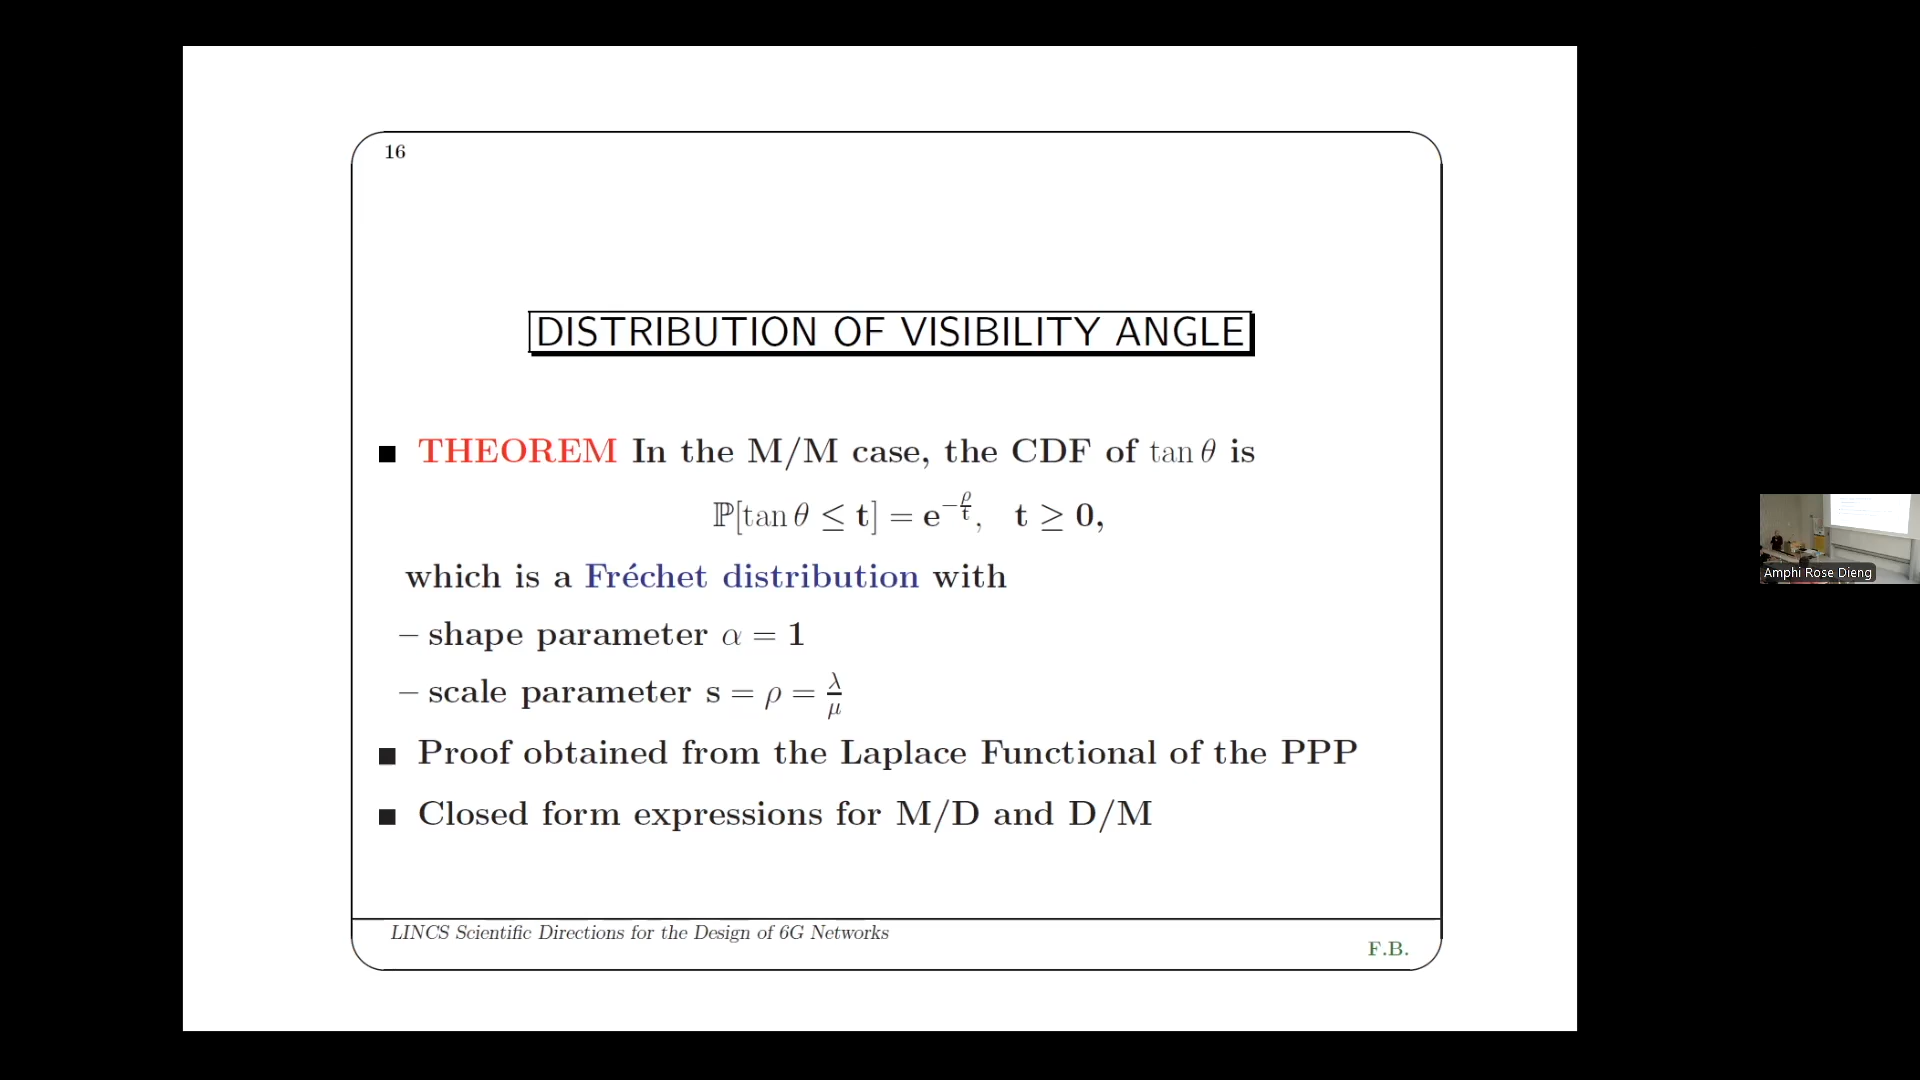 16
DISTRIBUTION OF VISIBILITY ANGLE
■ THEOREM In the M/M case, the CDF of tan θ is
ℙ[tan θ ≤ t] = e^{-ρ/t}, t ≥ 0,
which is a Fréchet distribution with
– shape parameter α = 1
– scale parameter s = ρ = λ/μ
■ Proof obtained from the Laplace Functional of the PPP
■ Closed form expressions for M/D and D/M
LINCS Scientific Directions for the Design of 6G Networks
F.B.
Amphi Rose Dieng